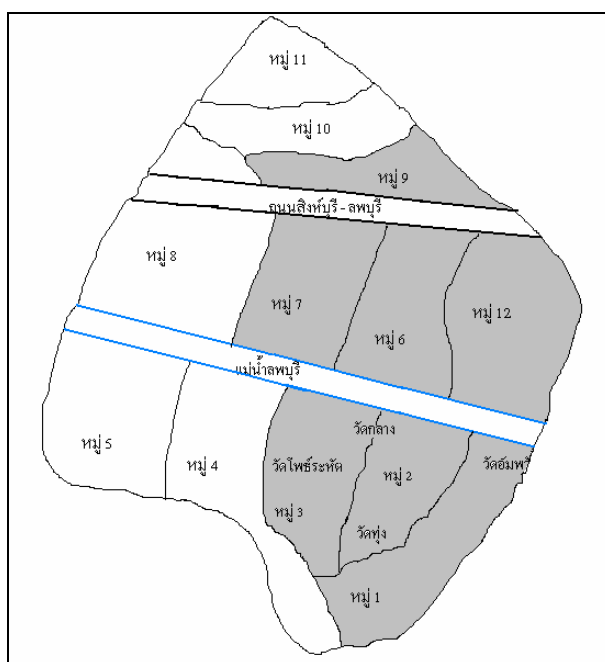 หมู่ 11
หมู่ 10
หมู่ 9
ถนนสิงห์บุรี - ลพบุรี
หมู่ 8
หมู่ 7
หมู่ 6
หมู่ 12
แม่น้ำลพบุรี
หมู่ 5
หมู่ 4
วัดโพธิ์ระหัต
หมู่ 3
วัดกลาง
หมู่ 2
วัดทุ่ง
วัดอัมพวั
หมู่ 1